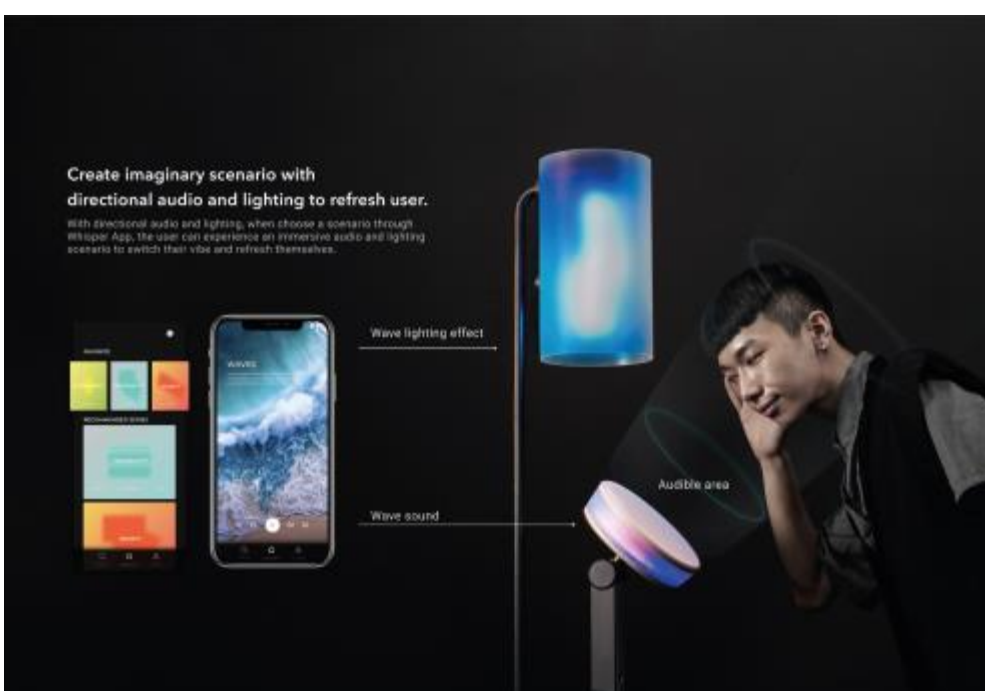 Create imaginary scenario with
directional audio and lighting to refresh user.
With directional audio and lighting, when choose a scenario through
Whisper App, the user can experience an immersive audio and lighting
scenario to switch their vibe and refresh themselves.
WAVES
Wave lighting effect
Audible area
Wave sound